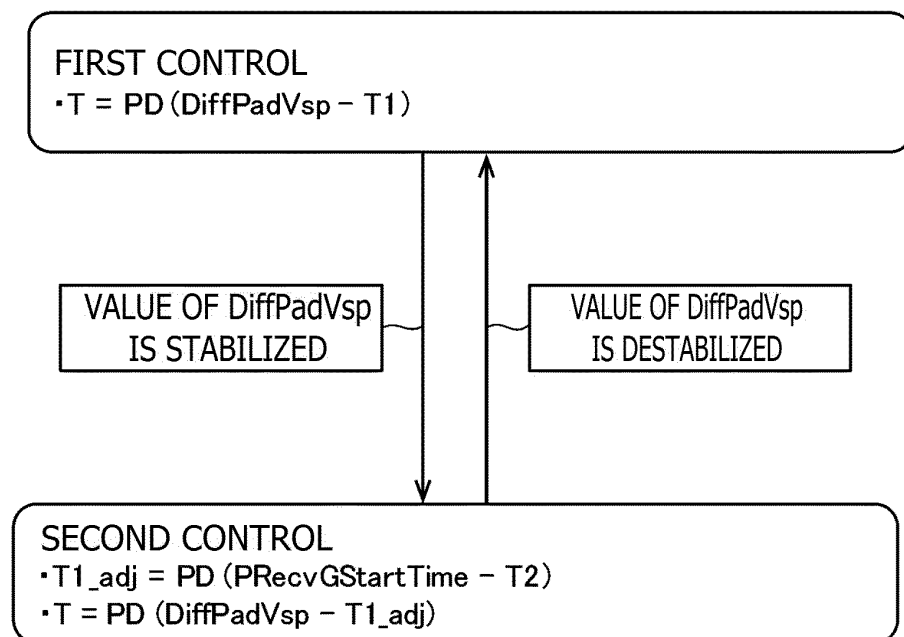 FIRST CONTROL
・T = PD (DiffPadVsp - T1)
VALUE OF DiffPadVsp
IS STABILIZED
VALUE OF DiffPadVsp
IS DESTABILIZED
SECOND CONTROL
・T1_adj = PD (PRecvGStartTime - T2)
・T = PD (DiffPadVsp - T1_adj)